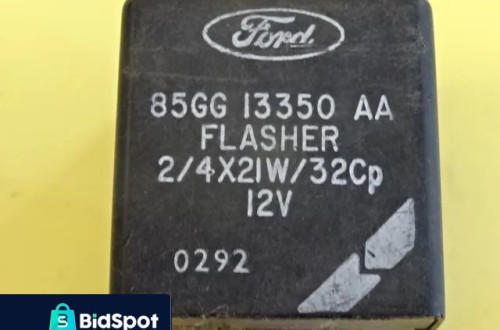 Ford
85GG 13350 AA
FLASHER
2/4X21W/32Cp
12V
0292
S BidSpot